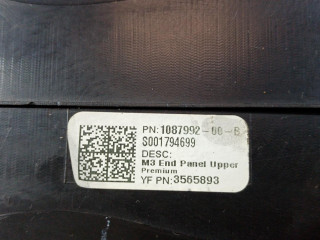 PN: 1087992-00-B
S001794699
DESC:
M3 End Panel Upper
Premium
YF PN: 3565893